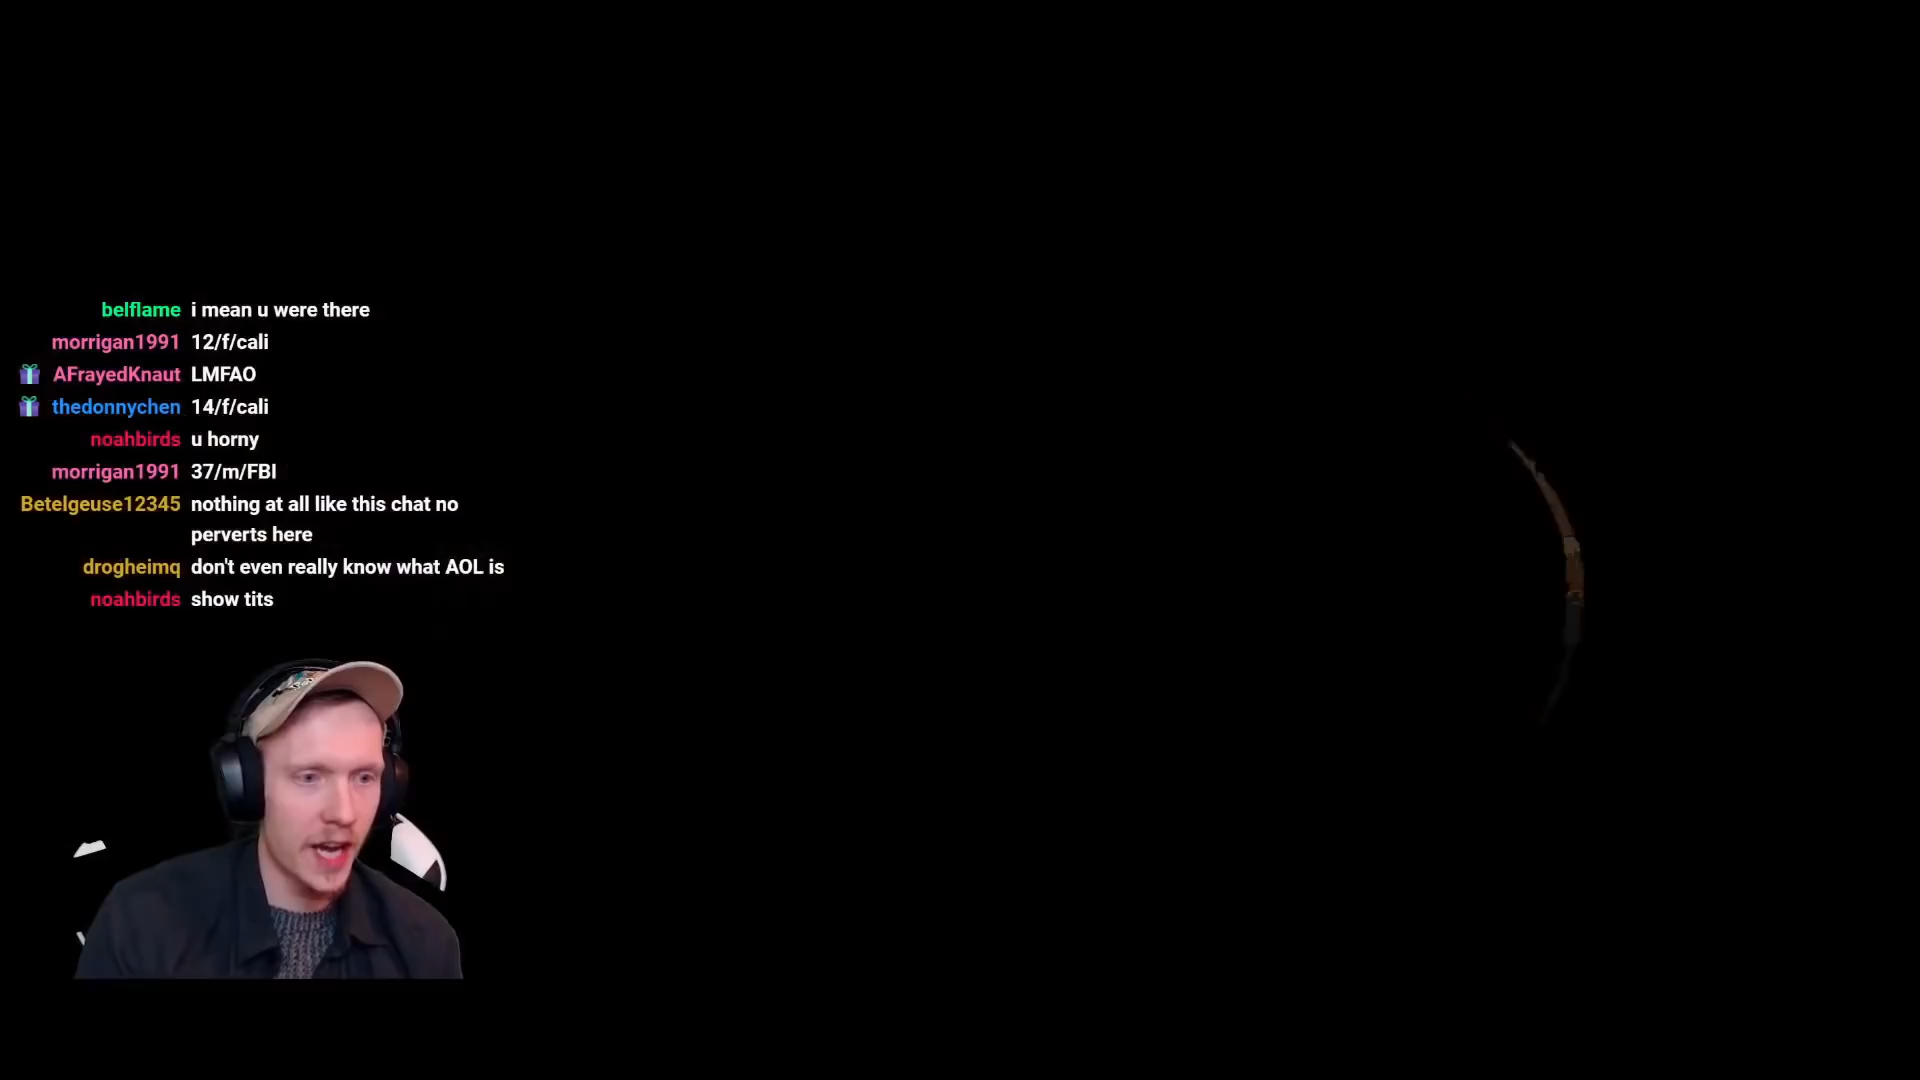 belflame i mean u were there
morrigan1991 12/f/cali
AFrayedKnaut LMFAO
thedonnychen 14/f/cali
noahbirds u horny
morrigan1991 37/m/FBI
Betelgeuse12345 nothing at all like this chat no
perverts here
drogheimq don't even really know what AOL is
noahbirds show tits